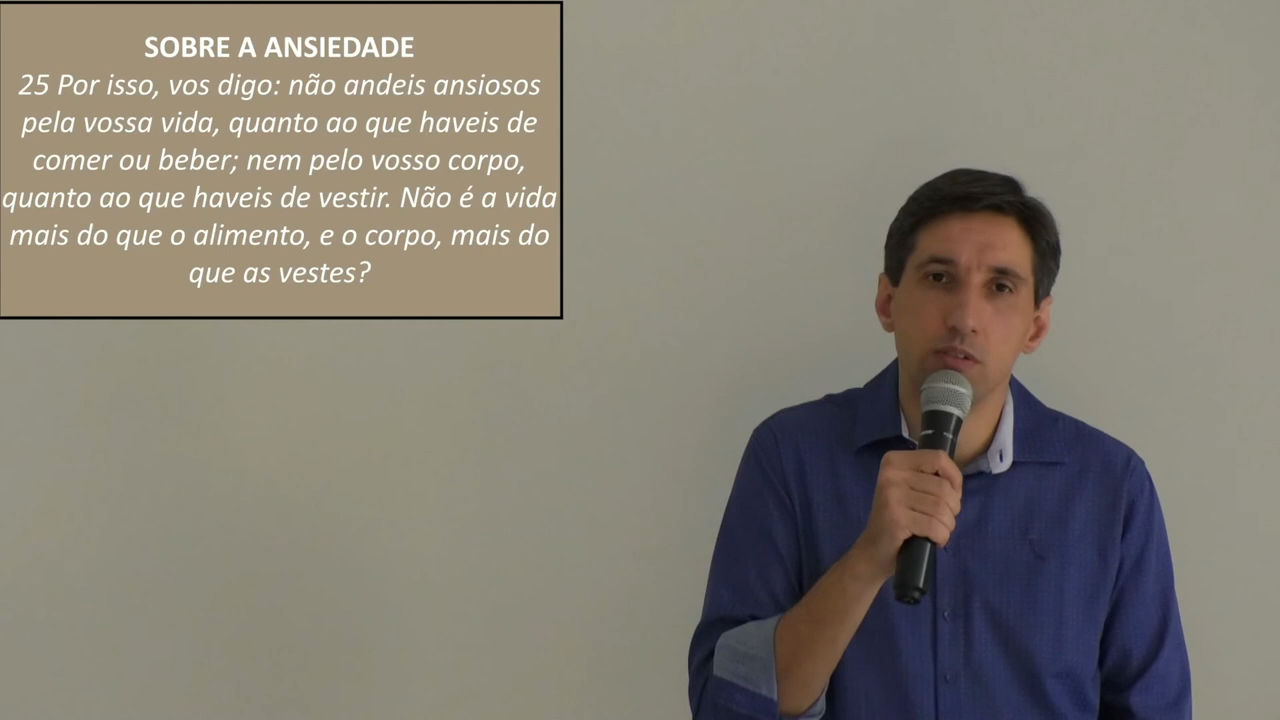 SOBRE A ANSIEDADE
25 Por isso, vos digo: não andeis ansiosos
pela vossa vida, quanto ao que haveis de
comer ou beber; nem pelo vosso corpo,
quanto ao que haveis de vestir. Não é a vida
mais do que o alimento, e o corpo, mais do
que as vestes?